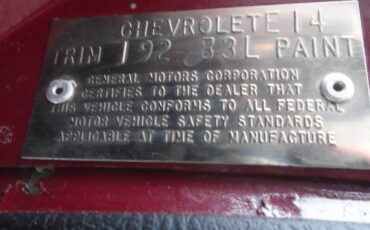 CHEVROLETE 14
TRIM 192 33L PAINT
GENERAL MOTORS CORPORATION
CERTIFIES TO THE DEALER THAT
THIS VEHICLE CONFORMS TO ALL FEDERAL
MOTOR VEHICLE SAFETY STANDARDS
APPLICABLE AT TIME OF MANUFACTURE